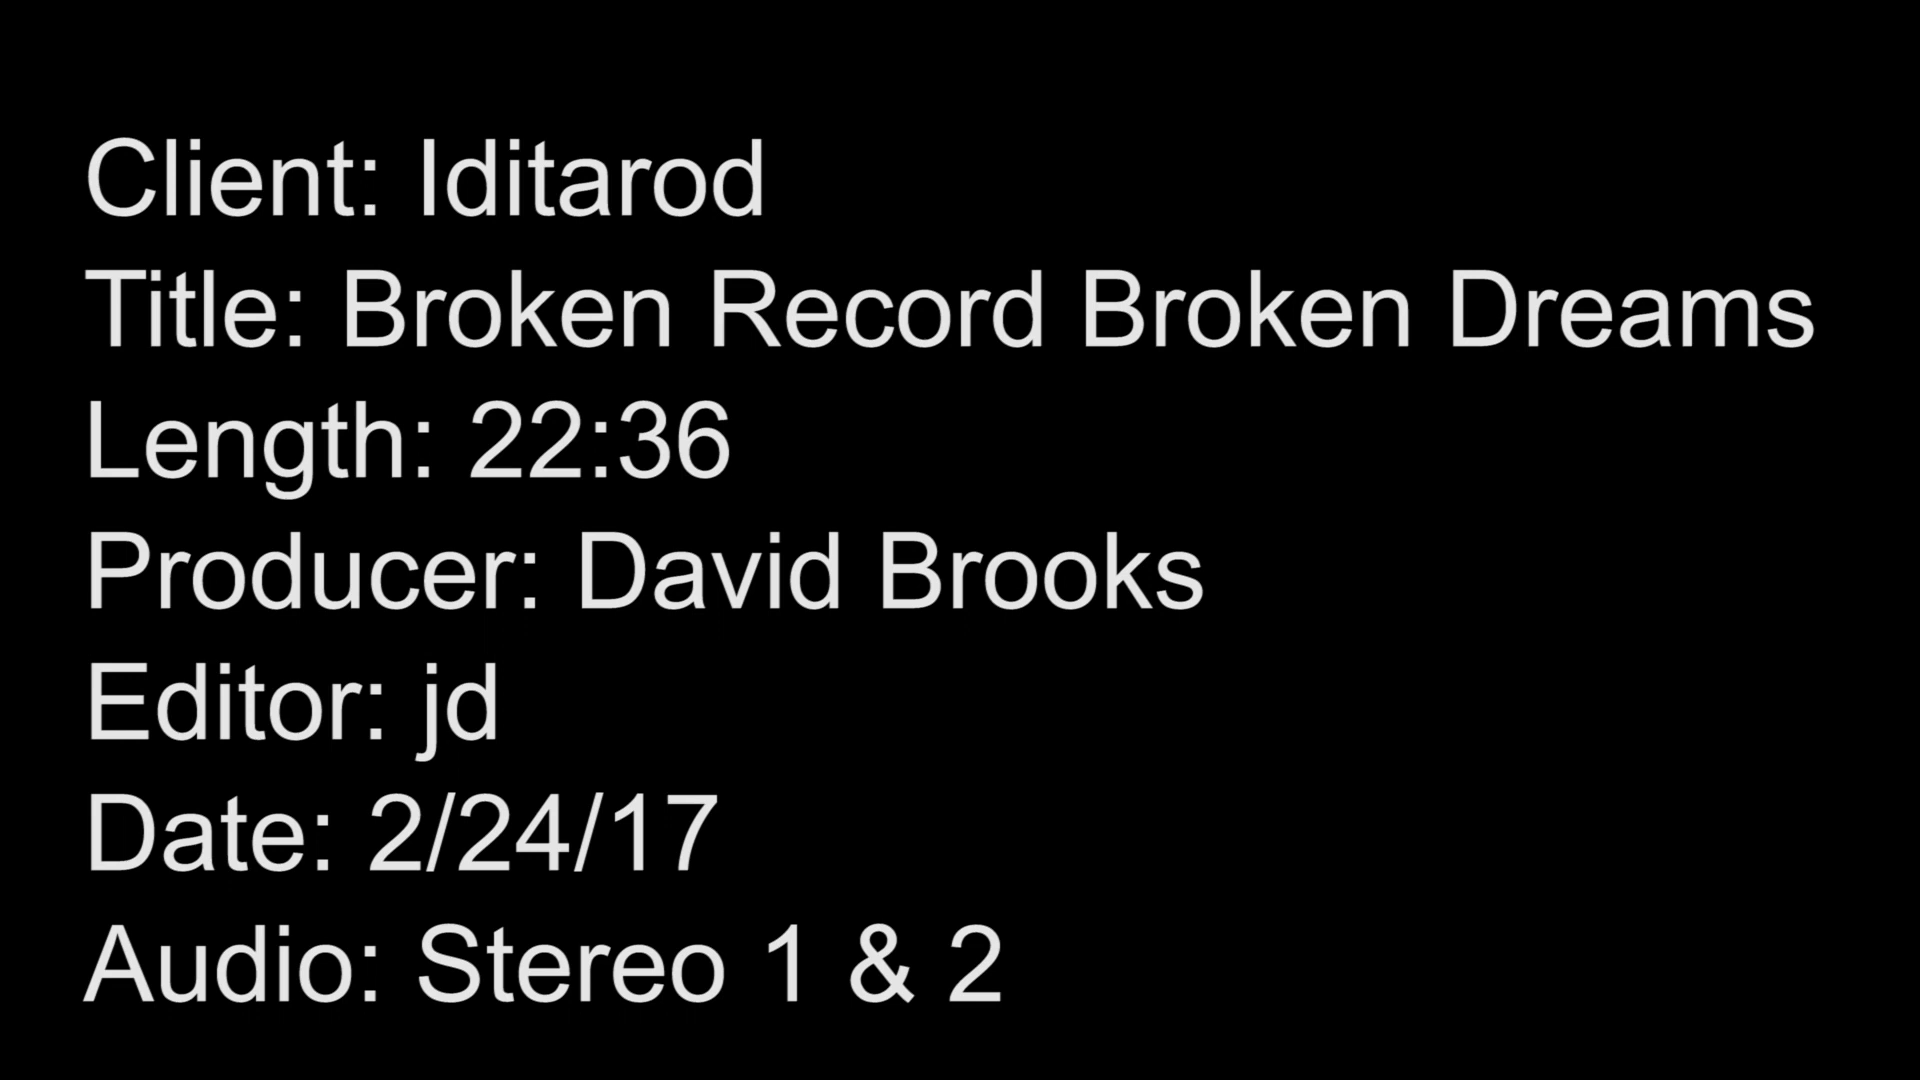 Client: Iditarod
Title: Broken Record Broken Dreams
Length: 22:36
Producer: David Brooks
Editor: jd
Date: 2/24/17
Audio: Stereo 1 & 2